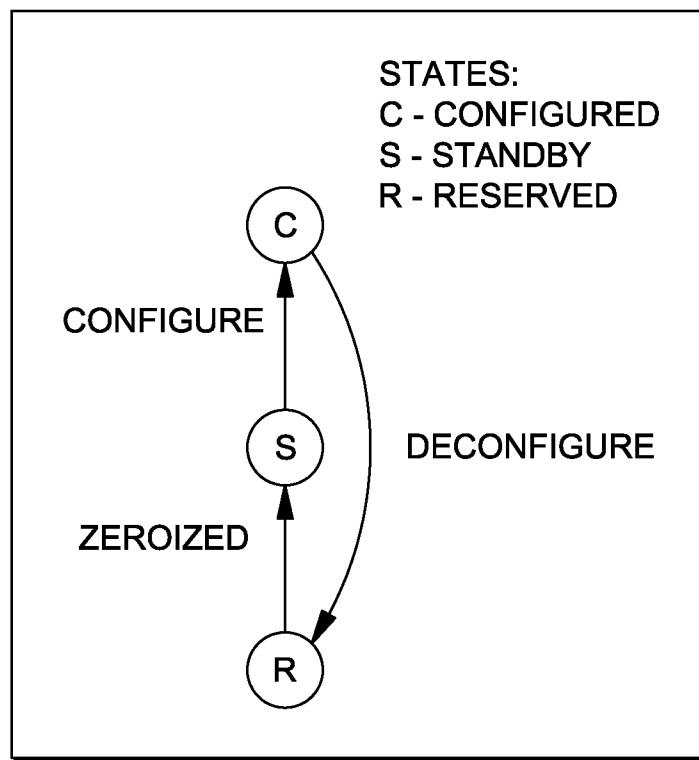 STATES:
C - CONFIGURED
S - STANDBY
R - RESERVED
C
CONFIGURE
S
DECONFIGURE
ZEROIZED
R